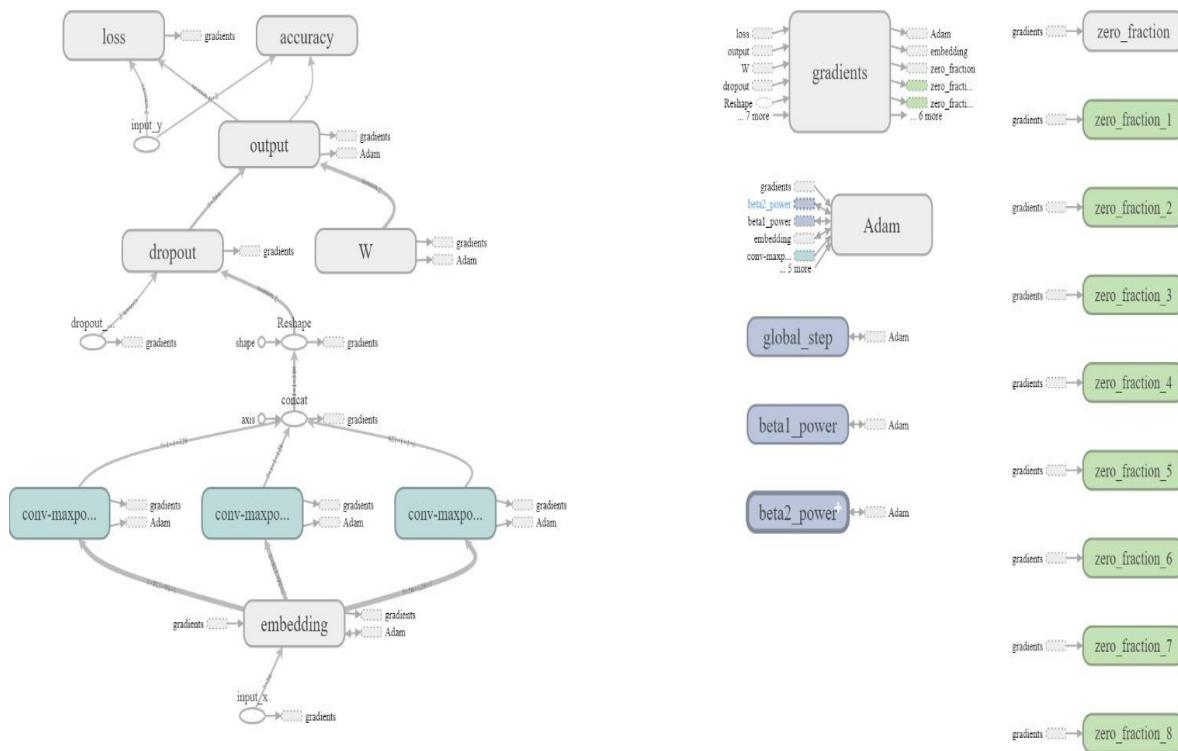 loss
gradients
accuracy
input_y
output
gradients
Adam
dropout
gradients
W
gradients
Adam
dropout_...
gradients
Reshape
shape
gradients
concat
axis
gradients
conv-maxpo...
gradients
Adam
conv-maxpo...
gradients
Adam
conv-maxpo...
gradients
Adam
embedding
gradients
gradients
Adam
input_x
gradients
loss
output
W
dropout
Reshape
... 7 more
gradients
Adam
embedding
zero_fraction
zero_fracti...
zero_fracti...
... 6 more
gradients
beta2_power
beta1_power
embedding
conv-maxp...
... 5 more
Adam
global_step
Adam
beta1_power
Adam
beta2_power
Adam
gradients
zero_fraction
gradients
zero_fraction_1
gradients
zero_fraction_2
gradients
zero_fraction_3
gradients
zero_fraction_4
gradients
zero_fraction_5
gradients
zero_fraction_6
gradients
zero_fraction_7
gradients
zero_fraction_8